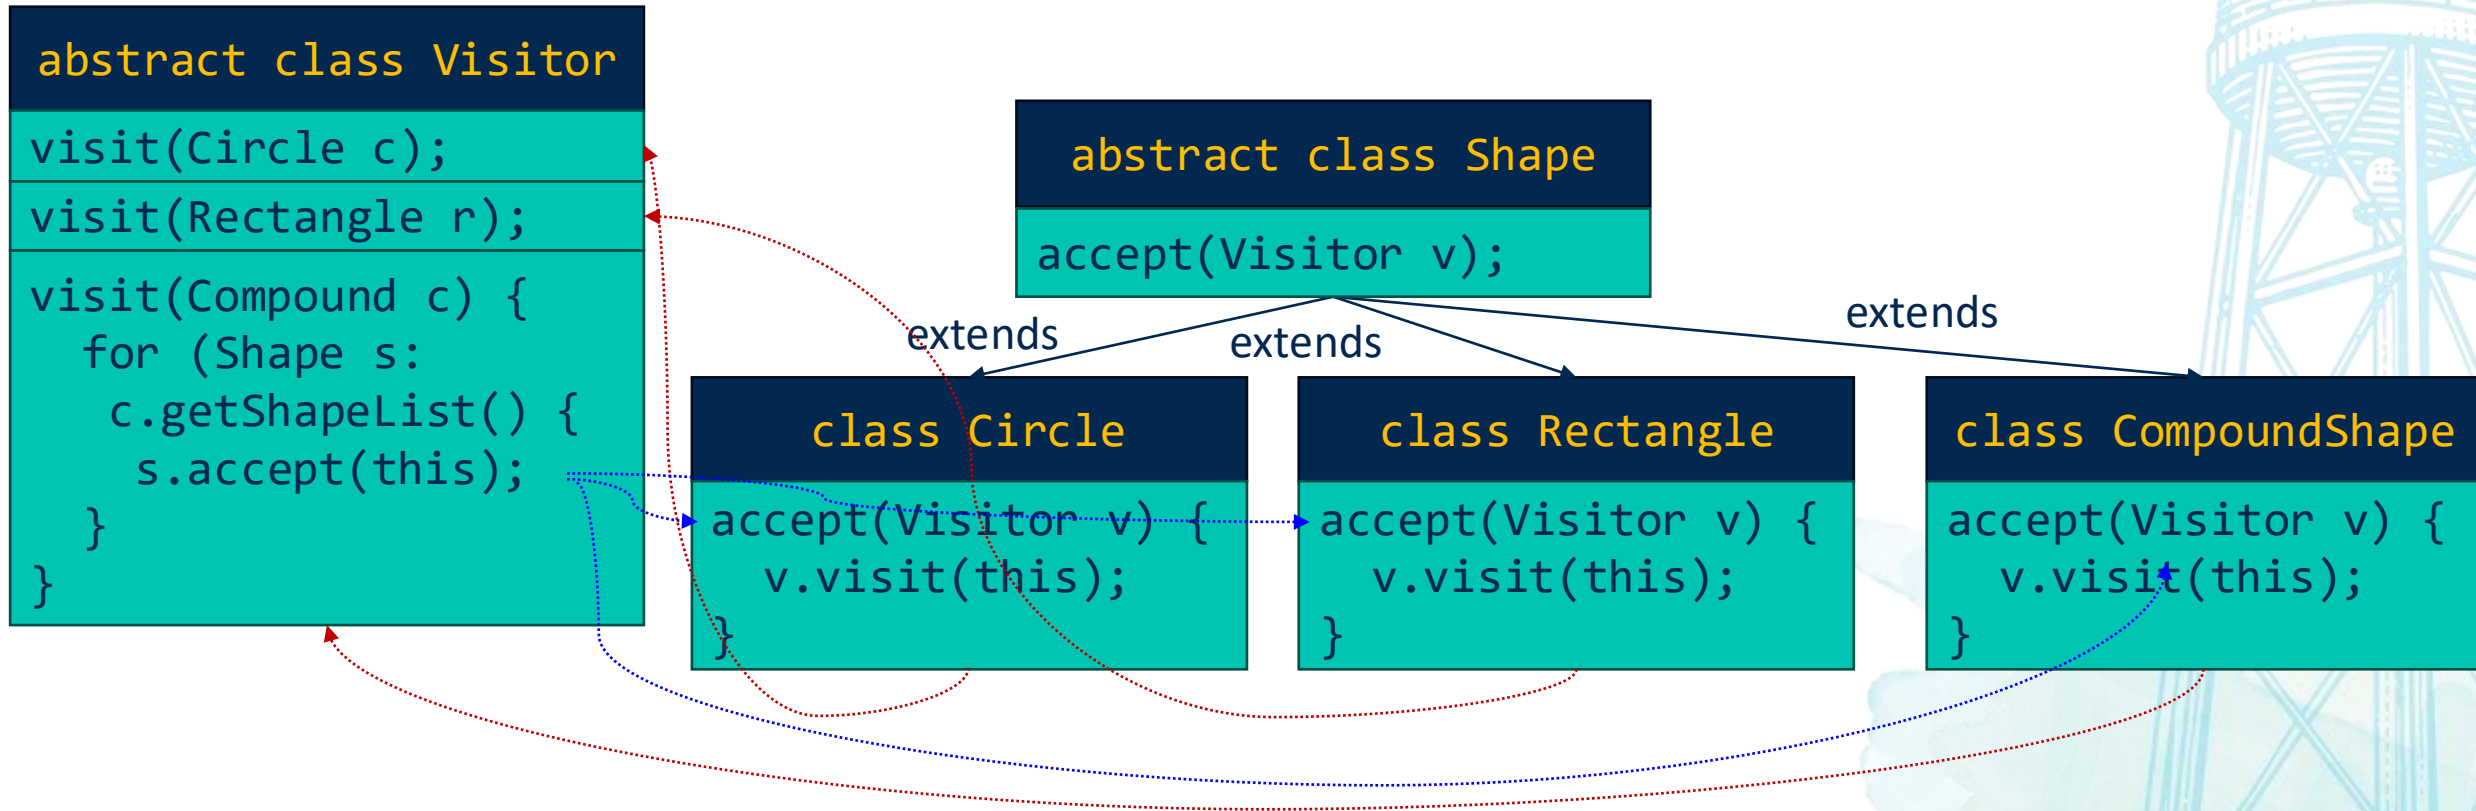 abstract class Visitor
visit(Circle c);
visit(Rectangle r);
visit(Compound c) {
for (Shape s:
c.getShapeList() {
s.accept(this);
}
}
abstract class Shape
accept(Visitor v);
extends
extends
extends
class Circle
accept(Visitor v) {
v.visit(this);
}
class Rectangle
accept(Visitor v) {
v.visit(this);
}
class CompoundShape
accept(Visitor v) {
v.visit(this);
}